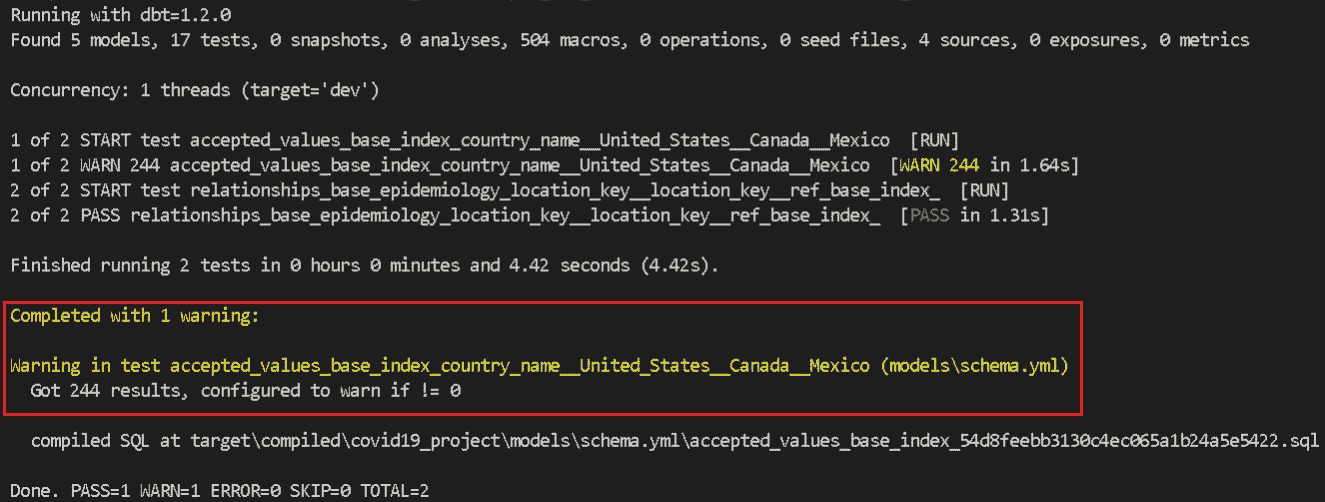 Running with dbt=1.2.0
Found 5 models, 17 tests, 0 snapshots, 0 analyses, 504 macros, 0 operations, 0 seed files, 4 sources, 0 exposures, 0 metrics
Concurrency: 1 threads (target='dev')
1 of 2 START test accepted_values_base_index_country_name__United_States__Canada__Mexico [RUN]
1 of 2 WARN 244 accepted_values_base_index_country_name__United_States__Canada__Mexico [WARN 244 in 1.64s]
2 of 2 START test relationships_base_epidemiology_location_key__location_key__ref_base_index_ [RUN]
2 of 2 PASS relationships_base_epidemiology_location_key__location_key__ref_base_index_ [PASS in 1.31s]
Finished running 2 tests in 0 hours 0 minutes and 4.42 seconds (4.42s).
Completed with 1 warning:
Warning in test accepted_values_base_index_country_name__United_States__Canada__Mexico (models\schema.yml)
Got 244 results, configured to warn if != 0
compiled SQL at target\compiled\covid19_project\models\schema.yml\accepted_values_base_index_54d8feebb3130c4ec065a1b24a5e5422.sql
Done. PASS=1 WARN=1 ERROR=0 SKIP=0 TOTAL=2